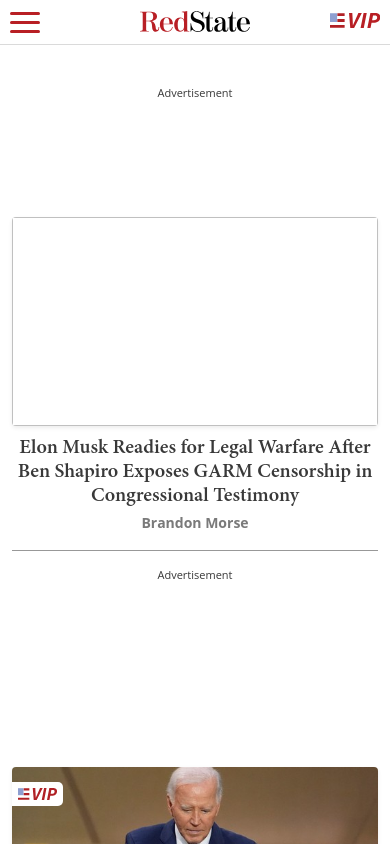 RedState
VIP
Advertisement
Elon Musk Readies for Legal Warfare After
Ben Shapiro Exposes GARM Censorship in
Congressional Testimony
Brandon Morse
Advertisement
VIP